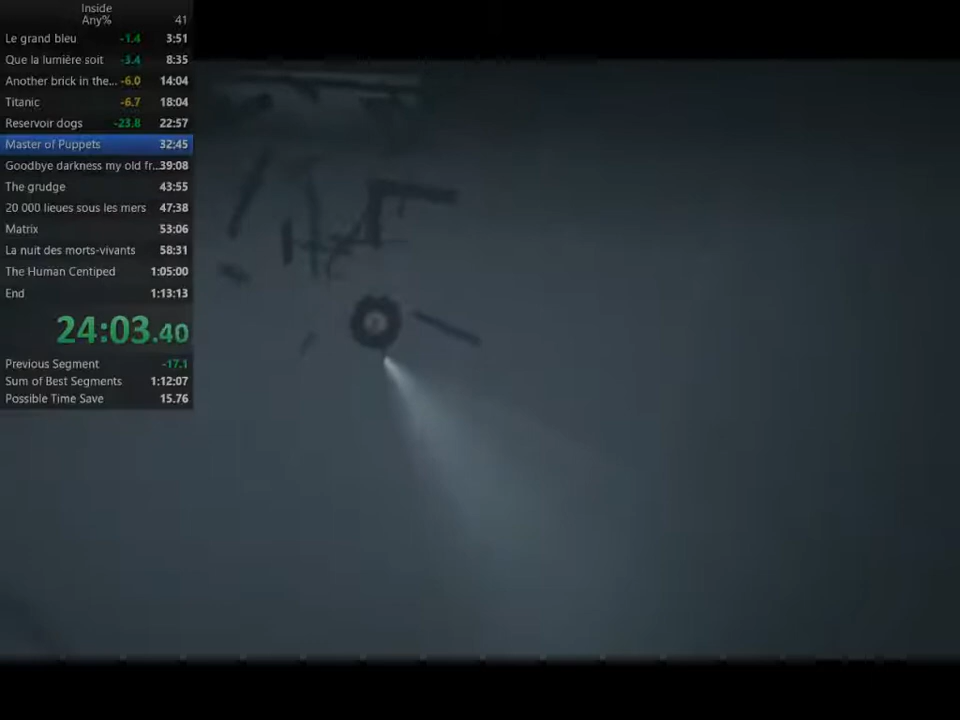 Inside
Any% 41
Le grand bleu -1.4 3:51
Que la lumière soit -3.4 8:35
Another brick in the... -6.0 14:04
Titanic -6.7 18:04
Reservoir dogs -23.8 22:57
Master of Puppets 32:45
Goodbye darkness my old fr... 39:08
The grudge 43:55
20 000 lieues sous les mers 47:38
Matrix 53:06
La nuit des morts-vivants 58:31
The Human Centiped 1:05:00
End 1:13:13
24:03.40
Previous Segment -17.1
Sum of Best Segments 1:12:07
Possible Time Save 15.76